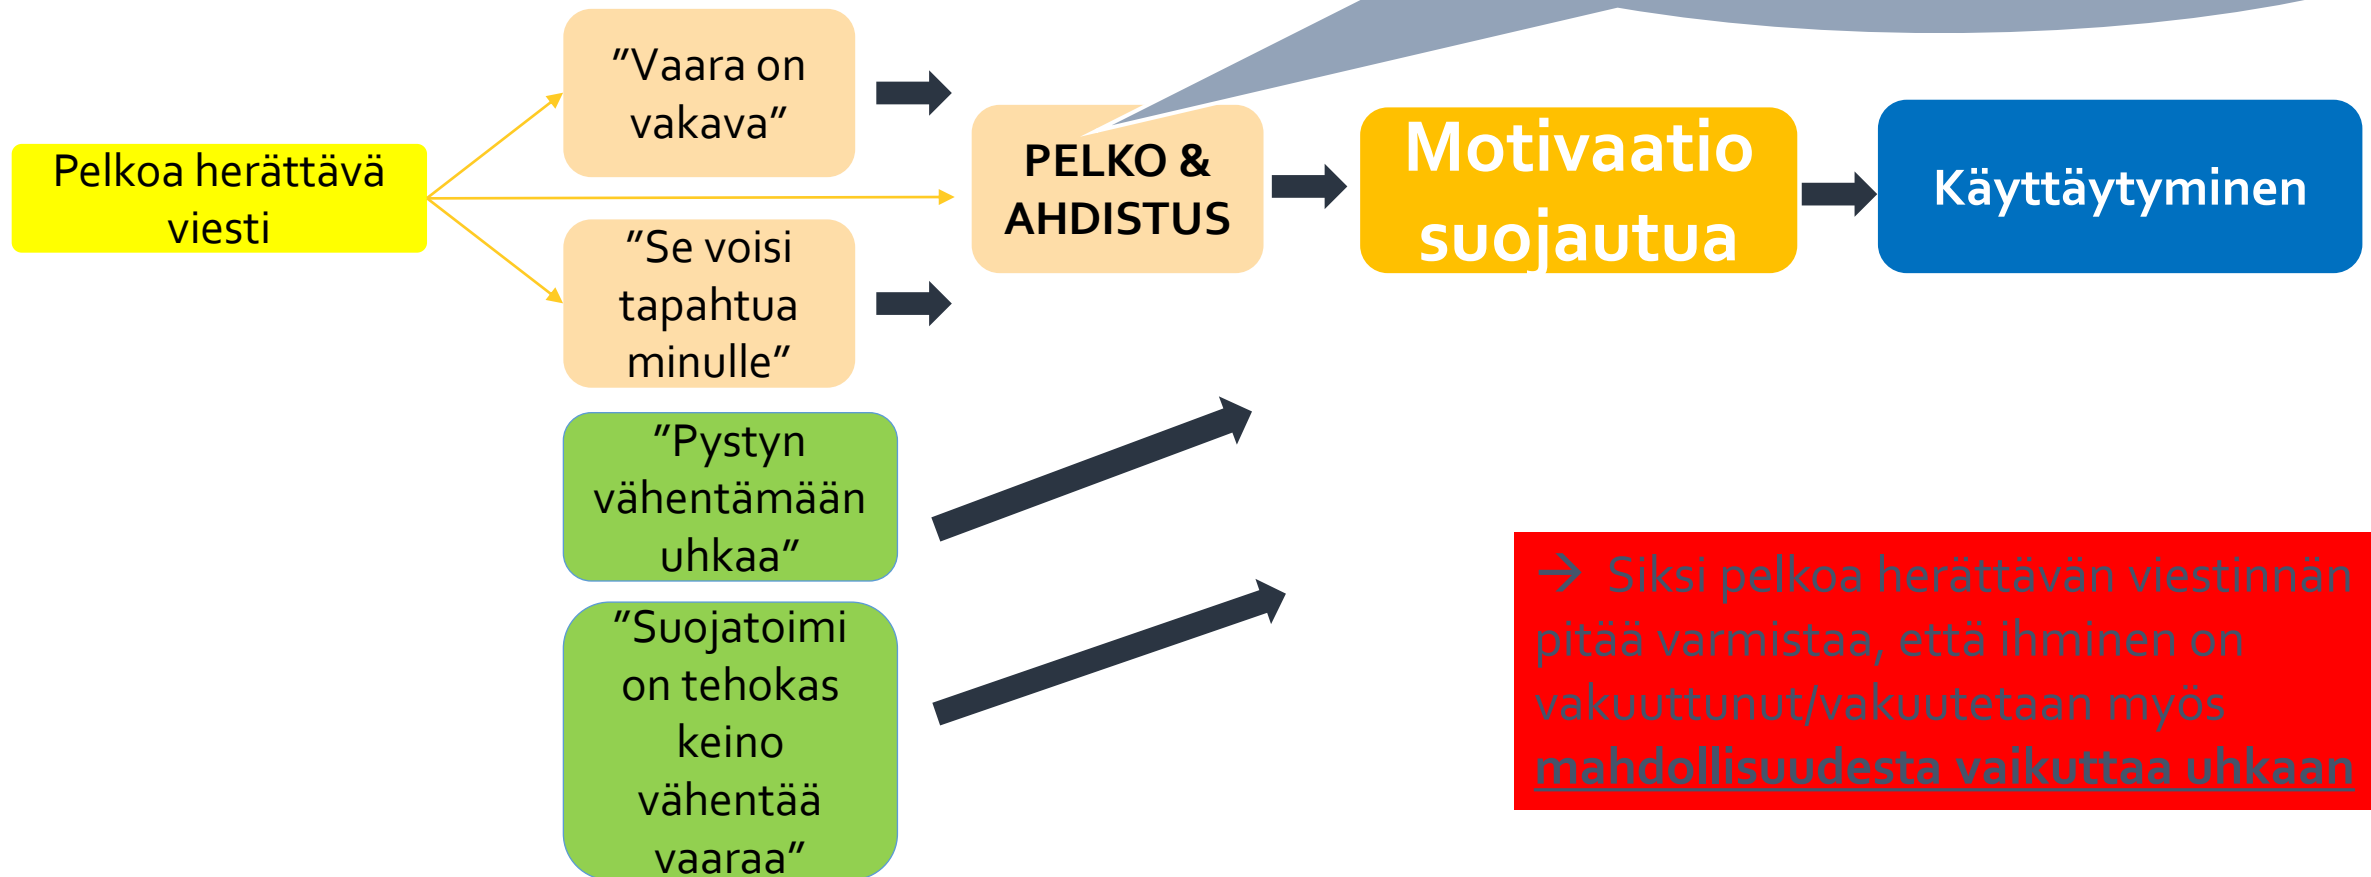 Pelkoa herättävä
viesti
”Vaara on
vakava”
”Se voisi
tapahtua
minulle”
”Pystyn
vähentämään
uhkaa”
”Suojatoimi
on tehokas
keino
vähentää
vaaraa”
PELKO &
AHDISTUS
Motivaatio
suojautua
Käyttäytyminen
→ Siksi pelkoa herättävän viestinnän
pitää varmistaa, että ihminen on
vakuuttunut/vakuutetaan myös
mahdollisuudesta vaikuttaa uhkaan